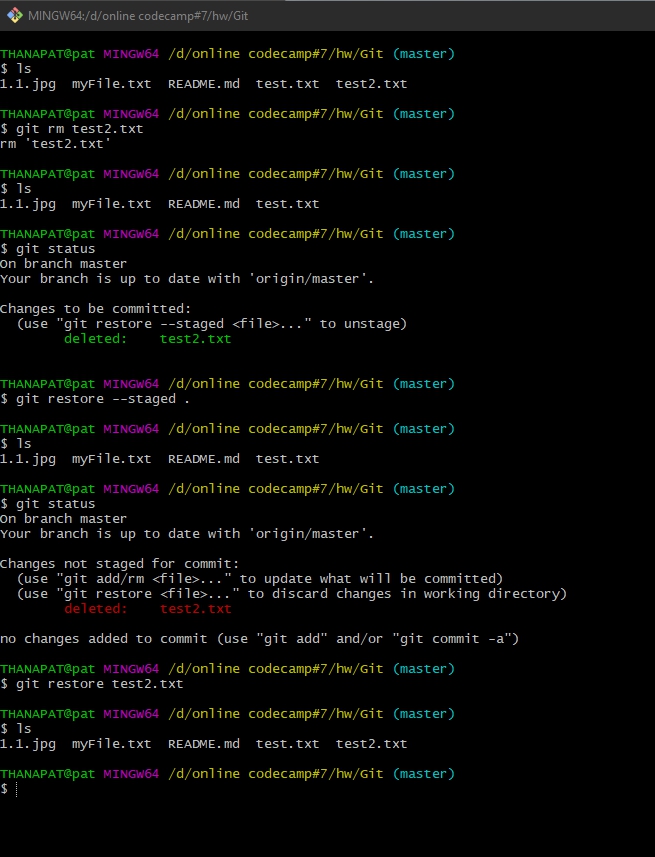 MINGW64:/d/online codecamp#7/hw/Git
THANAPAT@pat MINGW64 /d/online codecamp#7/hw/Git (master)
$ ls
1.1.jpg  myFile.txt  README.md  test.txt  test2.txt
THANAPAT@pat MINGW64 /d/online codecamp#7/hw/Git (master)
$ git rm test2.txt
rm 'test2.txt'
THANAPAT@pat MINGW64 /d/online codecamp#7/hw/Git (master)
$ ls
1.1.jpg  myFile.txt  README.md  test.txt
THANAPAT@pat MINGW64 /d/online codecamp#7/hw/Git (master)
$ git status
On branch master
Your branch is up to date with 'origin/master'.
Changes to be committed:
  (use "git restore --staged <file>..." to unstage)
        deleted:    test2.txt
THANAPAT@pat MINGW64 /d/online codecamp#7/hw/Git (master)
$ git restore --staged .
THANAPAT@pat MINGW64 /d/online codecamp#7/hw/Git (master)
$ ls
1.1.jpg  myFile.txt  README.md  test.txt
THANAPAT@pat MINGW64 /d/online codecamp#7/hw/Git (master)
$ git status
On branch master
Your branch is up to date with 'origin/master'.
Changes not staged for commit:
  (use "git add/rm <file>..." to update what will be committed)
  (use "git restore <file>..." to discard changes in working directory)
        deleted:    test2.txt
no changes added to commit (use "git add" and/or "git commit -a")
THANAPAT@pat MINGW64 /d/online codecamp#7/hw/Git (master)
$ git restore test2.txt
THANAPAT@pat MINGW64 /d/online codecamp#7/hw/Git (master)
$ ls
1.1.jpg  myFile.txt  README.md  test.txt  test2.txt
THANAPAT@pat MINGW64 /d/online codecamp#7/hw/Git (master)
$